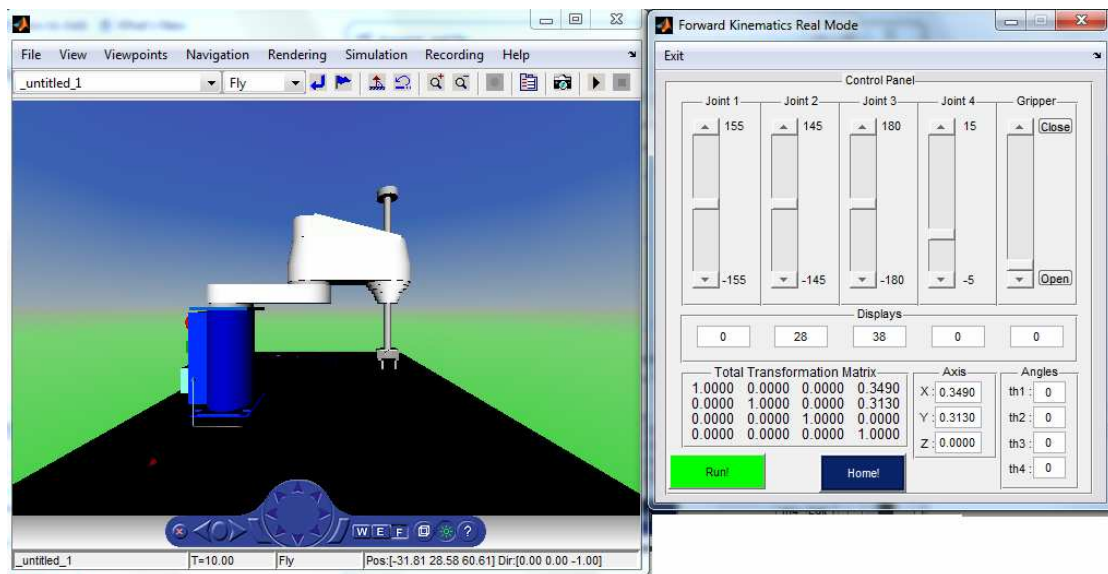 Forward Kinematics Real Mode
File View Viewpoints Navigation Rendering Simulation Recording Help
_untitled_1 Fly
Exit
Control Panel
Joint 1 Joint 2 Joint 3 Joint 4 Gripper
155 145 180 15 Close
-155 -145 -180 -5 Open
Displays
0 28 38 0 0
Total Transformation Matrix
1.0000 0.0000 0.0000 0.3490
0.0000 1.0000 0.0000 0.3130
0.0000 0.0000 1.0000 0.0000
0.0000 0.0000 0.0000 1.0000
Axis
X : 0.3490
Y : 0.3130
Z : 0.0000
Angles
th1 : 0
th2 : 0
th3 : 0
th4 : 0
Run! Home!
W E F ?
_untitled_1 T=10.00 Fly Pos:[-31.81 28.58 60.61] Dir:[0.00 0.00 -1.00]